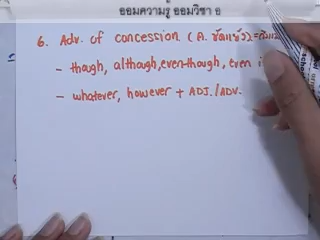 ออมความรู้ ออมวิชา อ
6. Adv. of concession (A. ขัดแย้ง)
- though, although, even though, even
- whatever, however + ADJ./ADV.